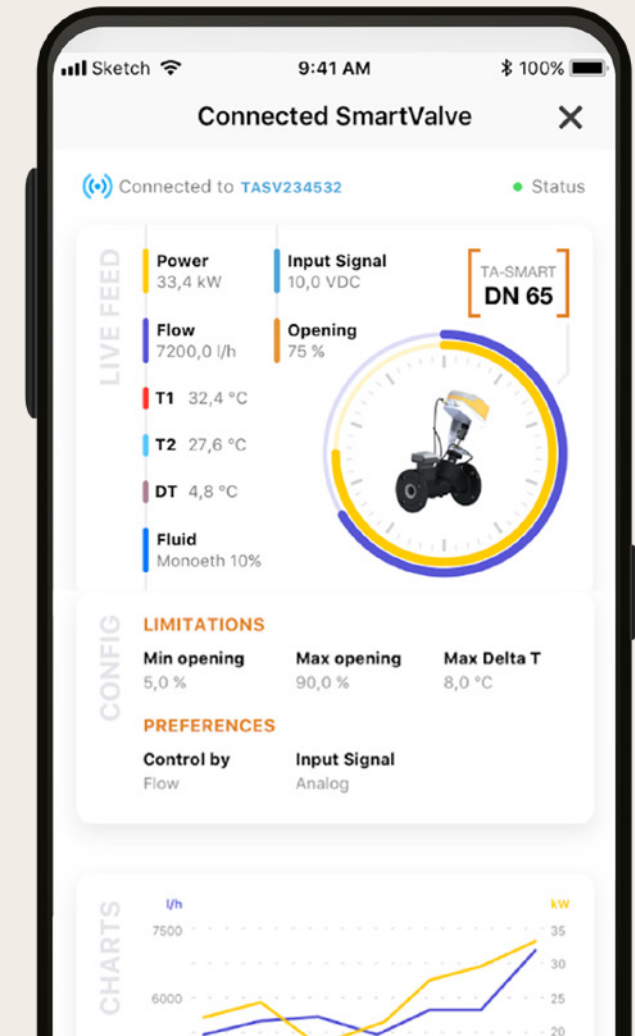 Sketch 9:41 AM 100%
Connected SmartValve
Connected to TASV234532 Status
LIVE FEED
Power
33,4 kW
Input Signal
10,0 VDC
TA-SMART
DN 65
Flow
7200,0 l/h
Opening
75 %
T1 32,4 °C
T2 27,6 °C
DT 4,8 °C
Fluid
Monoeth 10%
CONFIG
LIMITATIONS
Min opening
5,0 %
Max opening
90,0 %
Max Delta T
8,0 °C
PREFERENCES
Control by
Flow
Input Signal
Analog
CHARTS
l/h kW
7500 35
30
6000 25
20